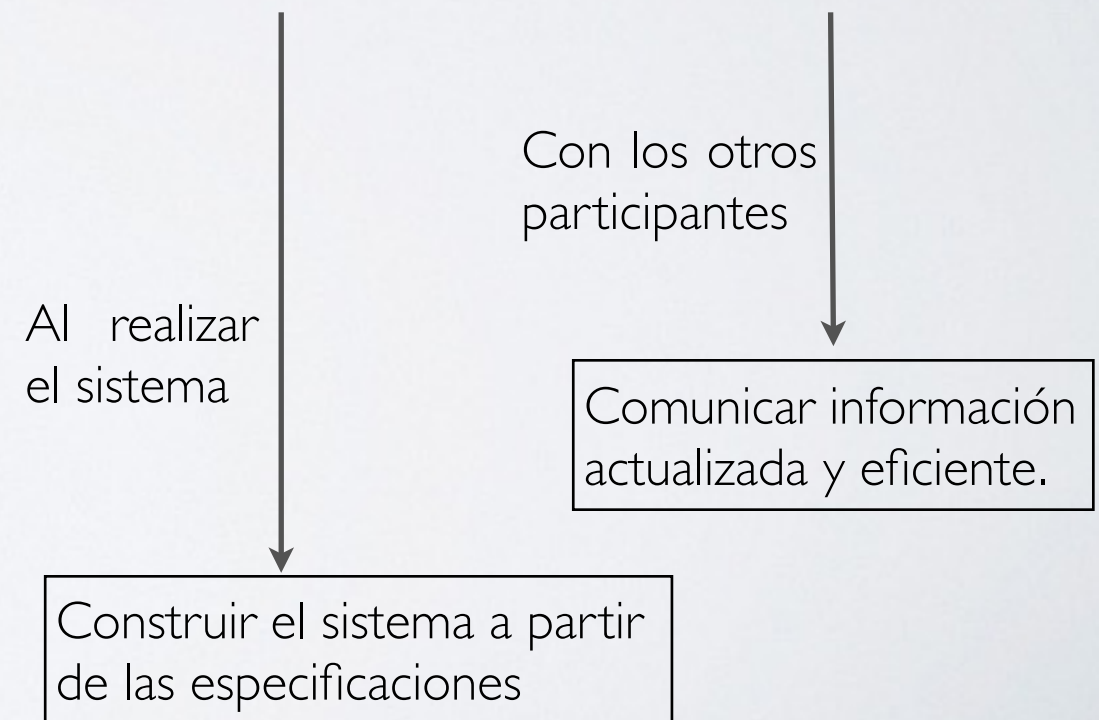 Con los otros
participantes
Al realizar
el sistema
Comunicar información
actualizada y eficiente.
Construir el sistema a partir
de las especificaciones